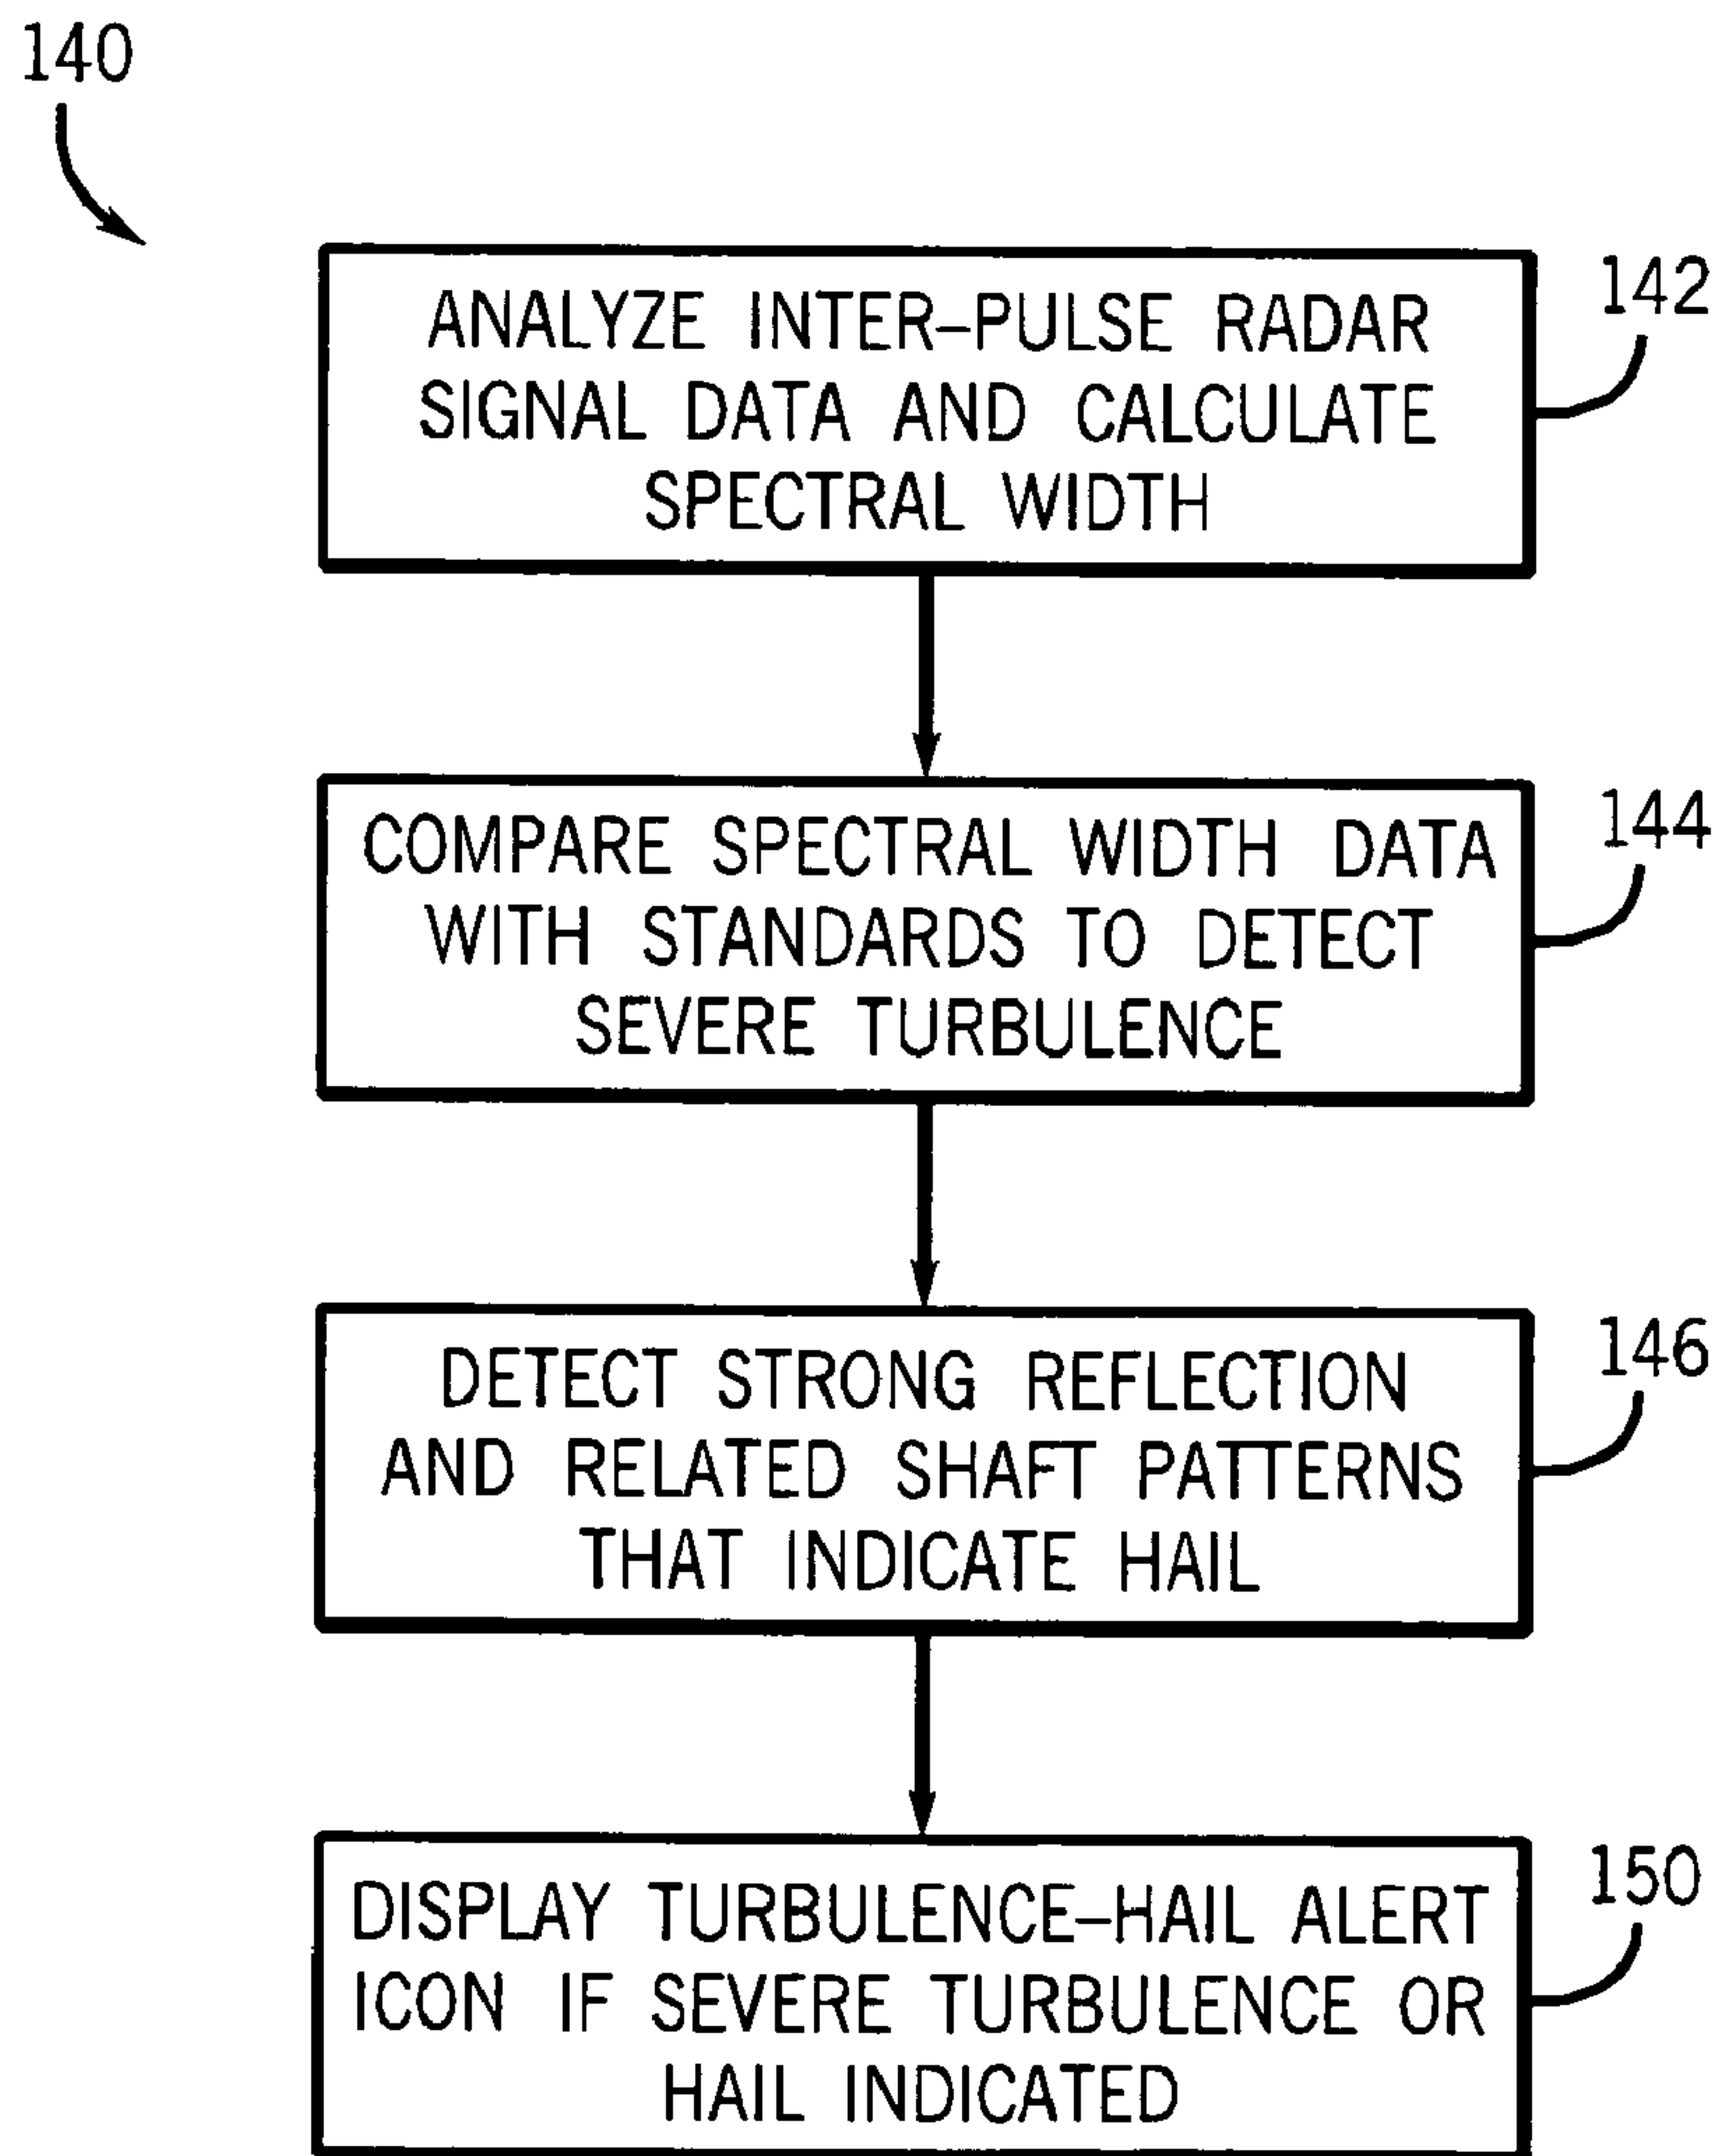 140
ANALYZE INTER-PULSE RADAR
SIGNAL DATA AND CALCULATE
SPECTRAL WIDTH
142
COMPARE SPECTRAL WIDTH DATA
WITH STANDARDS TO DETECT
SEVERE TURBULENCE
144
DETECT STRONG REFLECTION
AND RELATED SHAFT PATTERNS
THAT INDICATE HAIL
146
DISPLAY TURBULENCE-HAIL ALERT
ICON IF SEVERE TURBULENCE OR
HAIL INDICATED
150